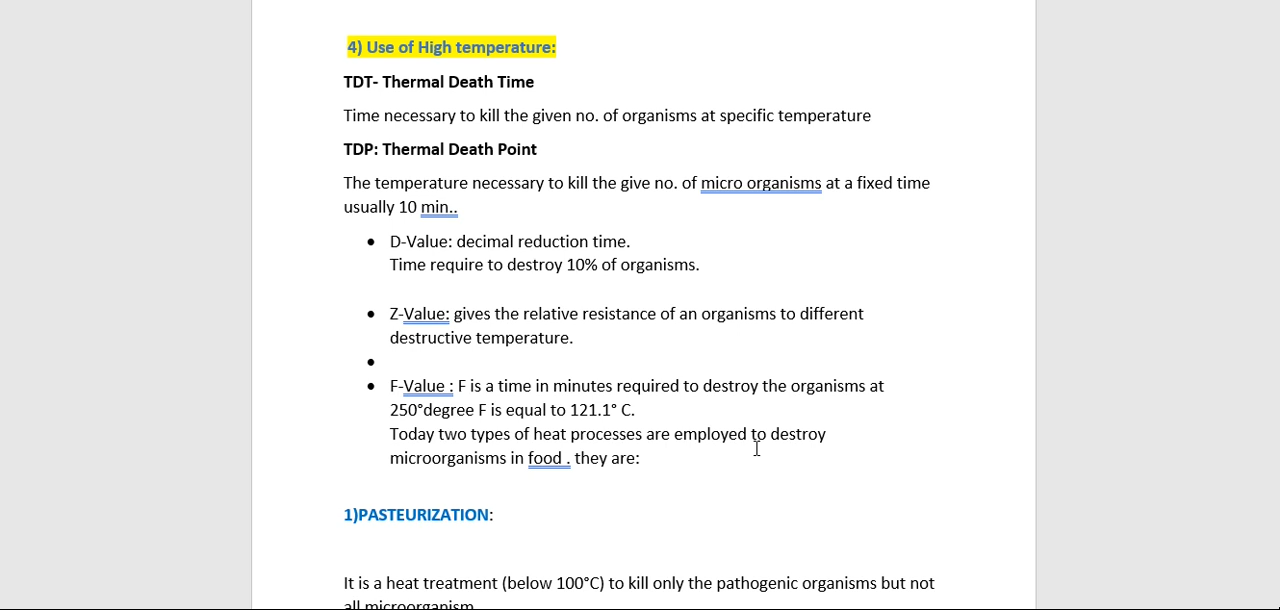 4) Use of High temperature:
TDT- Thermal Death Time
Time necessary to kill the given no. of organisms at specific temperature
TDP: Thermal Death Point
The temperature necessary to kill the give no. of micro organisms at a fixed time
usually 10 min..
• D-Value: decimal reduction time.
Time require to destroy 10% of organisms.
• Z-Value: gives the relative resistance of an organisms to different
destructive temperature.
•
• F-Value : F is a time in minutes required to destroy the organisms at
250°degree F is equal to 121.1° C.
Today two types of heat processes are employed to destroy
microorganisms in food . they are:
1)PASTEURIZATION:
It is a heat treatment (below 100°C) to kill only the pathogenic organisms but not
all microorganism